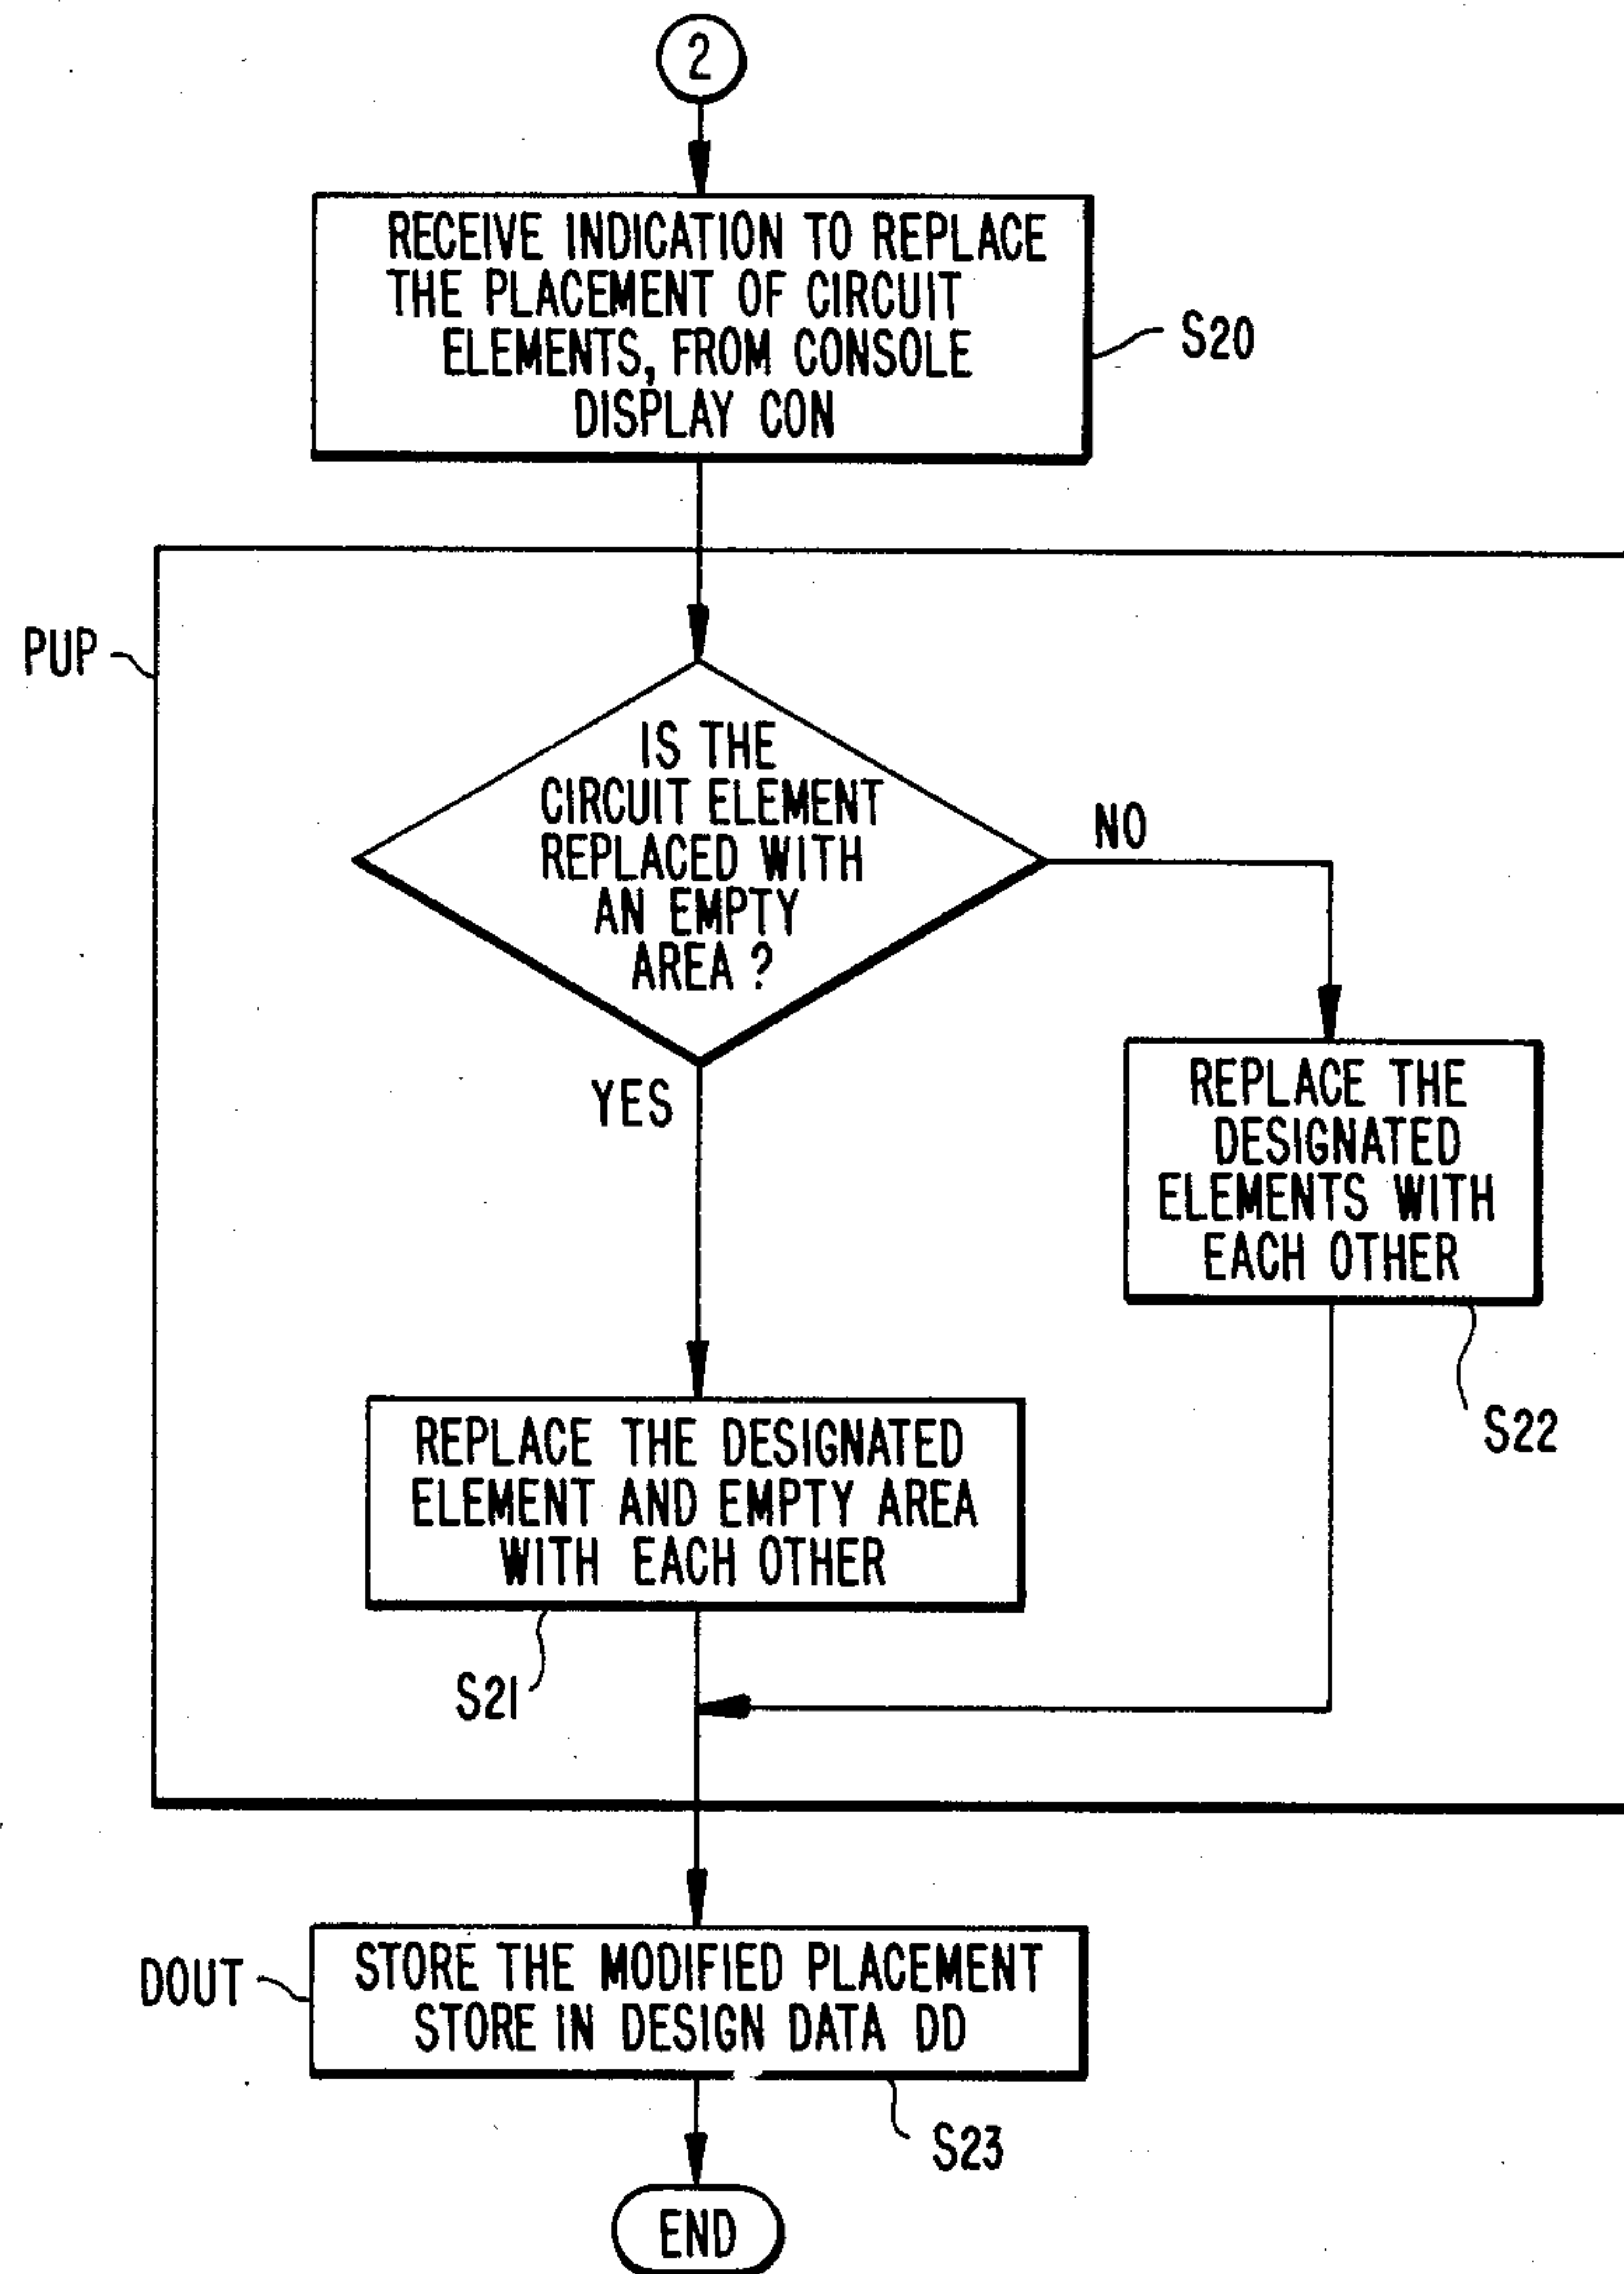 2
RECEIVE INDICATION TO REPLACE
THE PLACEMENT OF CIRCUIT
ELEMENTS, FROM CONSOLE
DISPLAY CON
S20
PUP
IS THE
CIRCUIT ELEMENT
REPLACED WITH
AN EMPTY
AREA ?
NO
YES
REPLACE THE
DESIGNATED
ELEMENTS WITH
EACH OTHER
S22
REPLACE THE DESIGNATED
ELEMENT AND EMPTY AREA
WITH EACH OTHER
S21
DOUT
STORE THE MODIFIED PLACEMENT
STORE IN DESIGN DATA DD
S23
END